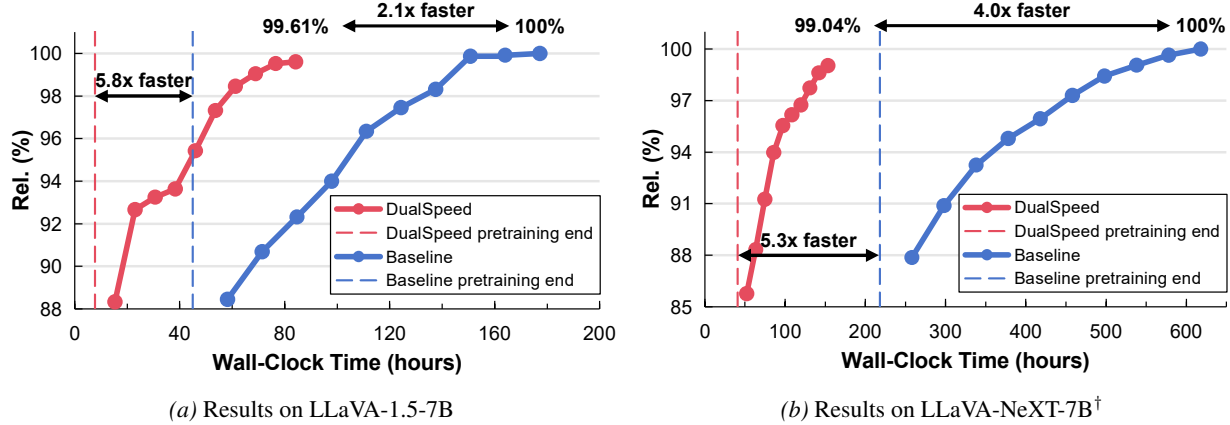 99.61%
2.1x faster
100%
5.8x faster
Rel. (%)
100
98
96
94
92
90
88
DualSpeed
DualSpeed pretraining end
Baseline
Baseline pretraining end
0 40 80 120 160 200
Wall-Clock Time (hours)
(a) Results on LLaVA-1.5-7B
99.04%
4.0x faster
100%
Rel. (%)
100
97
94
91
88
85
5.3x faster
DualSpeed
DualSpeed pretraining end
Baseline
Baseline pretraining end
0 100 200 300 400 500 600
Wall-Clock Time (hours)
(b) Results on LLaVA-NeXT-7B†